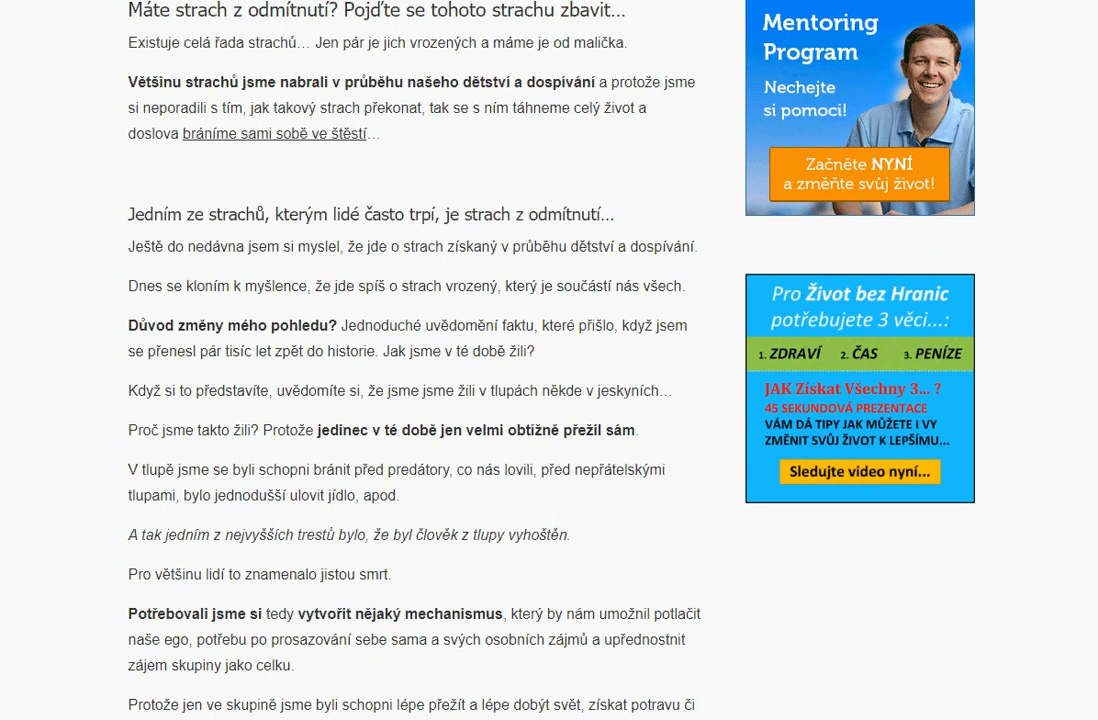 Máte strach z odmítnutí? Pojďte se tohoto strachu zbavit…
Existuje celá řada strachů… Jen pár je jich vrozených a máme je od malička.
Většinu strachů jsme nabrali v průběhu našeho dětství a dospívání a protože jsme
si neporadili s tím, jak takový strach překonat, tak se s ním táhneme celý život a
doslova bráníme sami sobě ve štěstí…
Jedním ze strachů, kterým lidé často trpí, je strach z odmítnutí…
Ještě do nedávna jsem si myslel, že jde o strach získaný v průběhu dětství a dospívání.
Dnes se kloním k myšlence, že jde spíš o strach vrozený, který je součástí nás všech.
Důvod změny mého pohledu? Jednoduché uvědomění faktu, které přišlo, když jsem
se přenesl pár tisíc let zpět do historie. Jak jsme v té době žili?
Když si to představíte, uvědomíte si, že jsme jsme žili v tlupách někde v jeskyních…
Proč jsme takto žili? Protože jedinec v té době jen velmi obtížně přežil sám.
V tlupě jsme se byli schopni bránit před predátory, co nás lovili, před nepřátelskými
tlupami, bylo jednodušší ulovit jídlo, apod.
A tak jedním z nejvyšších trestů bylo, že byl člověk z tlupy vyhoštěn.
Pro většinu lidí to znamenalo jistou smrt.
Potřebovali jsme si tedy vytvořit nějaký mechanismus, který by nám umožnil potlačit
naše ego, potřebu po prosazování sebe sama a svých osobních zájmů a upřednostnit
zájem skupiny jako celku.
Protože jen ve skupině jsme byli schopni lépe přežít a lépe dobýt svět, získat potravu či
Mentoring
Program
Nechejte
si pomoci!
Začněte NYNÍ
a změňte svůj život!
Pro Život bez Hranic
potřebujete 3 věci...:
1. ZDRAVÍ 2. ČAS 3. PENÍZE
JAK Získat Všechny 3... ?
45 SEKUNDOVÁ PREZENTACE
VÁM DÁ TIPY JAK MŮŽETE I VY
ZMĚNIT SVŮJ ŽIVOT K LEPŠÍMU...
Sledujte video nyní...